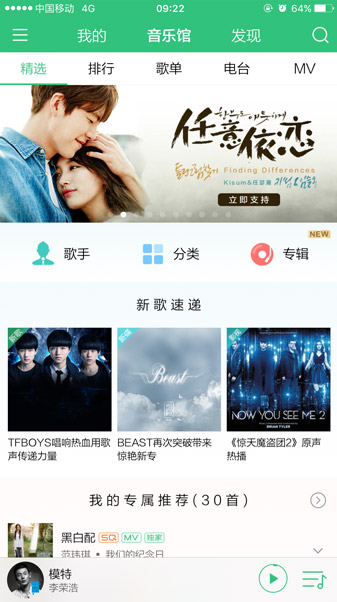 中国移动 4G 09:22 64%
我的 音乐馆 发现
精选 排行 歌单 电台 MV
任意依恋
Finding Differences
Kisum&任瑟雍
立即支持
NEW
歌手 分类 专辑
新歌速递
新歌 新碟 新碟
Beast
NOW YOU SEE ME 2
BRIAN TYLER
TFBOYS唱响热血用歌声传递力量
BEAST再次突破带来惊艳新专
《惊天魔盗团2》原声热播
我的专属推荐(30首)
黑白配 SQ MV 独家
范玮琪·我们的纪念日
模特
李荣浩